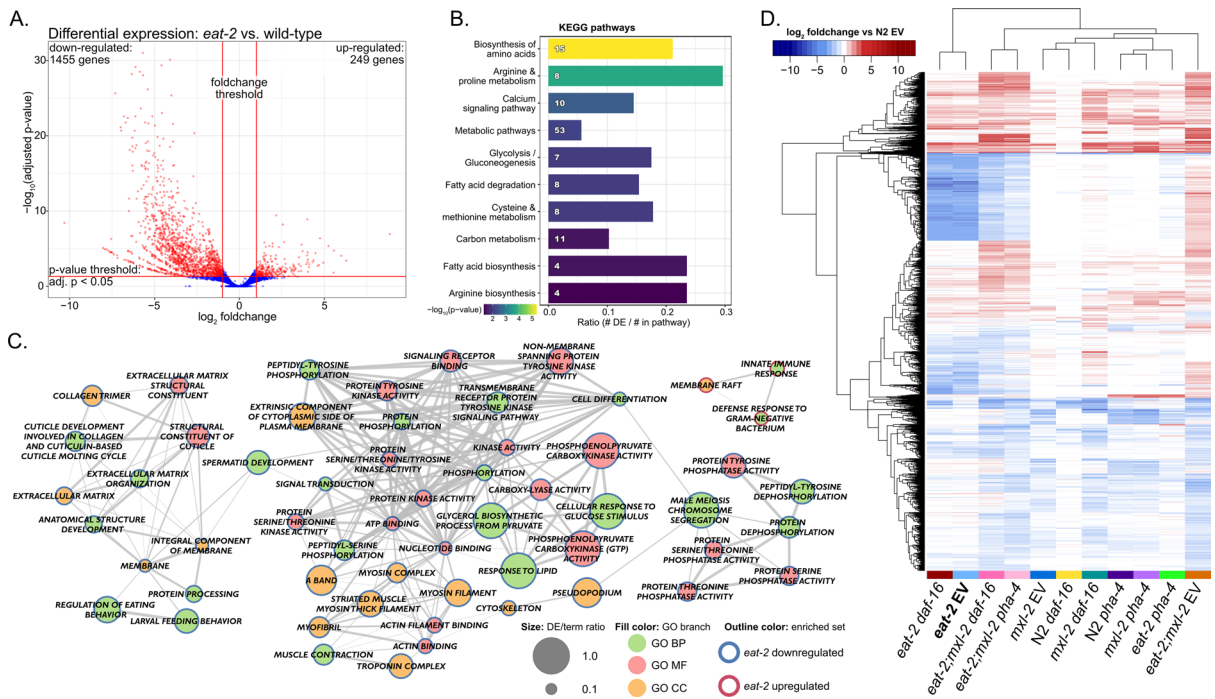 A.
Differential expression: eat-2 vs. wild-type
down-regulated:
1455 genes
up-regulated:
249 genes
foldchange
threshold
30
20
10
0
−log10(adjusted p-value)
p-value threshold:
adj. p < 0.05
−10
−5
0
5
log2 foldchange
B.
KEGG pathways
Biosynthesis of
amino acids
15
Arginine &
proline metabolism
8
Calcium
signaling pathway
10
Metabolic pathways
53
Glycolysis /
Gluconeogenesis
7
Fatty acid degradation
8
Cysteine &
methionine metabolism
8
Carbon metabolism
11
Fatty acid biosynthesis
4
Arginine biosynthesis
4
−log10(p−value)
2 3 4 5
0.0 0.1 0.2 0.3
Ratio (# DE / # in pathway)
C.
EXTRACELLULAR MATRIX
STRUCTURAL
CONSTITUENT
COLLAGEN TRIMER
CUTICLE DEVELOPMENT
INVOLVED IN COLLAGEN
AND CUTICULIN-BASED
CUTICLE MOLTING CYCLE
STRUCTURAL
CONSTITUENT OF
CUTICLE
EXTRACELLULAR MATRIX
ORGANIZATION
EXTRACELLULAR MATRIX
ANATOMICAL STRUCTURE
DEVELOPMENT
INTEGRAL COMPONENT
OF MEMBRANE
MEMBRANE
PROTEIN PROCESSING
REGULATION OF EATING
BEHAVIOR
LARVAL FEEDING BEHAVIOR
SPERMATID DEVELOPMENT
PEPTIDYL-TYROSINE
PHOSPHORYLATION
SIGNALING RECEPTOR
BINDING
NON-MEMBRANE
SPANNING PROTEIN
TYROSINE KINASE
ACTIVITY
PROTEIN TYROSINE
KINASE ACTIVITY
TRANSMEMBRANE
RECEPTOR PROTEIN
TYROSINE KINASE
SIGNALING PATHWAY
CELL DIFFERENTIATION
EXTRINSIC COMPONENT
OF CYTOPLASMIC SIDE OF
PLASMA MEMBRANE
PROTEIN
PHOSPHORYLATION
PROTEIN
SERINE/THREONINE/TYROSINE
KINASE ACTIVITY
KINASE ACTIVITY
PHOSPHOENOLPYRUVATE
CARBOXYKINASE ACTIVITY
PHOSPHORYLATION
SIGNAL TRANSDUCTION
CARBOXY-LYASE ACTIVITY
PROTEIN KINASE ACTIVITY
PROTEIN
SERINE/THREONINE
KINASE ACTIVITY
ATP BINDING
GLYCEROL BIOSYNTHETIC
PROCESS FROM PYRUVATE
CELLULAR RESPONSE TO
GLUCOSE STIMULUS
PEPTIDYL-SERINE
PHOSPHORYLATION
NUCLEOTIDE BINDING
PHOSPHOENOLPYRUVATE
CARBOXYKINASE (GTP)
ACTIVITY
RESPONSE TO LIPID
A BAND
MYOSIN COMPLEX
STRIATED MUSCLE
MYOSIN THICK FILAMENT
MYOSIN FILAMENT
CYTOSKELETON
PSEUDOPODIUM
MYOFIBRIL
ACTIN FILAMENT BINDING
ACTIN BINDING
MUSCLE CONTRACTION
TROPONIN COMPLEX
INNATE IMMUNE
RESPONSE
MEMBRANE RAFT
DEFENSE RESPONSE TO
GRAM-NEGATIVE
BACTERIUM
PROTEIN TYROSINE
PHOSPHATASE ACTIVITY
PEPTIDYL-TYROSINE
DEPHOSPHORYLATION
MALE MEIOSIS
CHROMOSOME
SEGREGATION
PROTEIN
DEPHOSPHORYLATION
PROTEIN
SERINE/THREONINE
PHOSPHATASE ACTIVITY
PROTEIN SERINE
PHOSPHATASE ACTIVITY
PROTEIN THREONINE
PHOSPHATASE ACTIVITY
Size: DE/term ratio
1.0
0.1
Fill color: GO branch
GO BP
GO MF
GO CC
Outline color: enriched set
eat-2 downregulated
eat-2 upregulated
D.
log2 foldchange vs N2 EV
−10 −5 0 5 10
eat-2 daf-16
eat-2 EV
eat-2;mxl-2 daf-16
eat-2;mxl-2 pha-4
mxl-2 EV
N2 daf-16
mxl-2 daf-16
N2 pha-4
mxl-2 pha-4
eat-2 pha-4
eat-2;mxl-2 EV